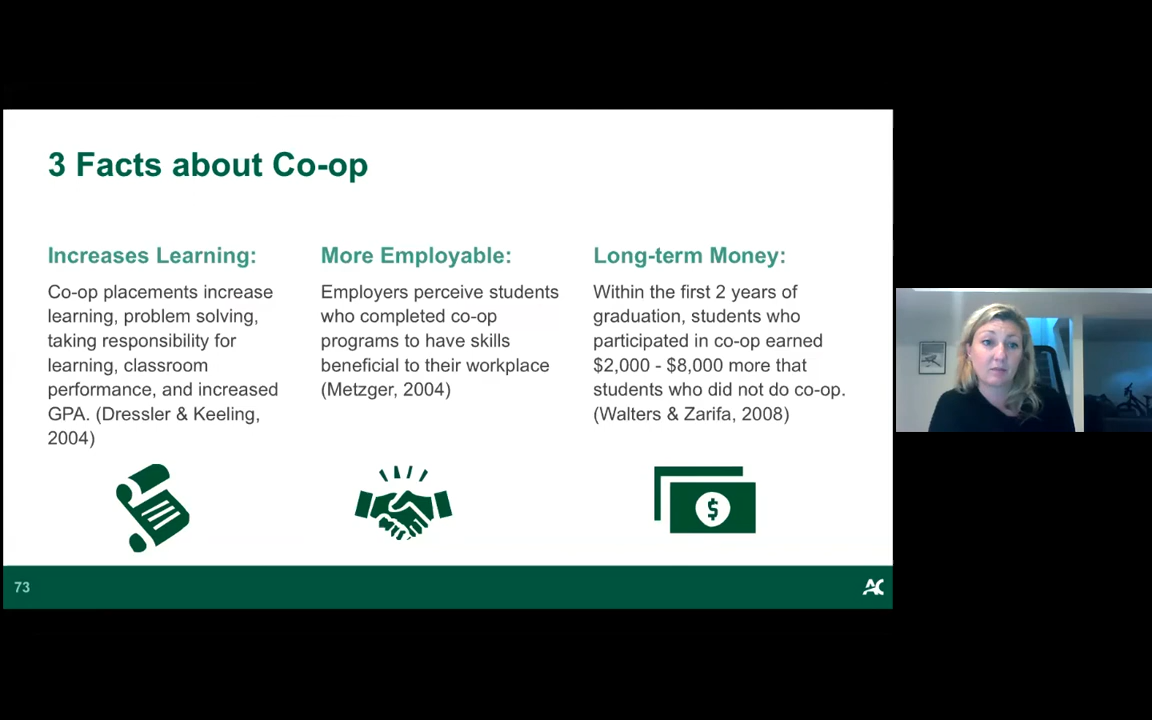 3 Facts about Co-op
Increases Learning:
Co-op placements increase
learning, problem solving,
taking responsibility for
learning, classroom
performance, and increased
GPA. (Dressler & Keeling,
2004)
More Employable:
Employers perceive students
who completed co-op
programs to have skills
beneficial to their workplace
(Metzger, 2004)
Long-term Money:
Within the first 2 years of
graduation, students who
participated in co-op earned
$2,000 - $8,000 more that
students who did not do co-op.
(Walters & Zarifa, 2008)
$
73
AC